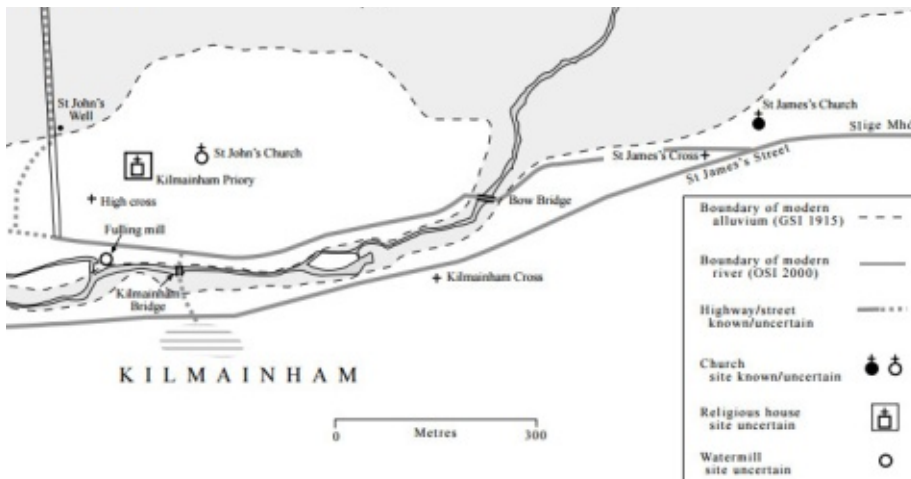 St John's
Well
St John's Church
Kilmainham Priory
High cross
Fulling mill
Kilmainham
Bridge
Kilmainham Cross
Bow Bridge
St James's Church
St James's Cross
St James's Street
Slige Mhó
KILMAINHAM
0 Metres 300
Boundary of modern
alluvium (GSI 1915)
Boundary of modern
river (OSI 2000)
Highway/street
known/uncertain
Church
site known/uncertain
Religious house
site uncertain
Watermill
site uncertain